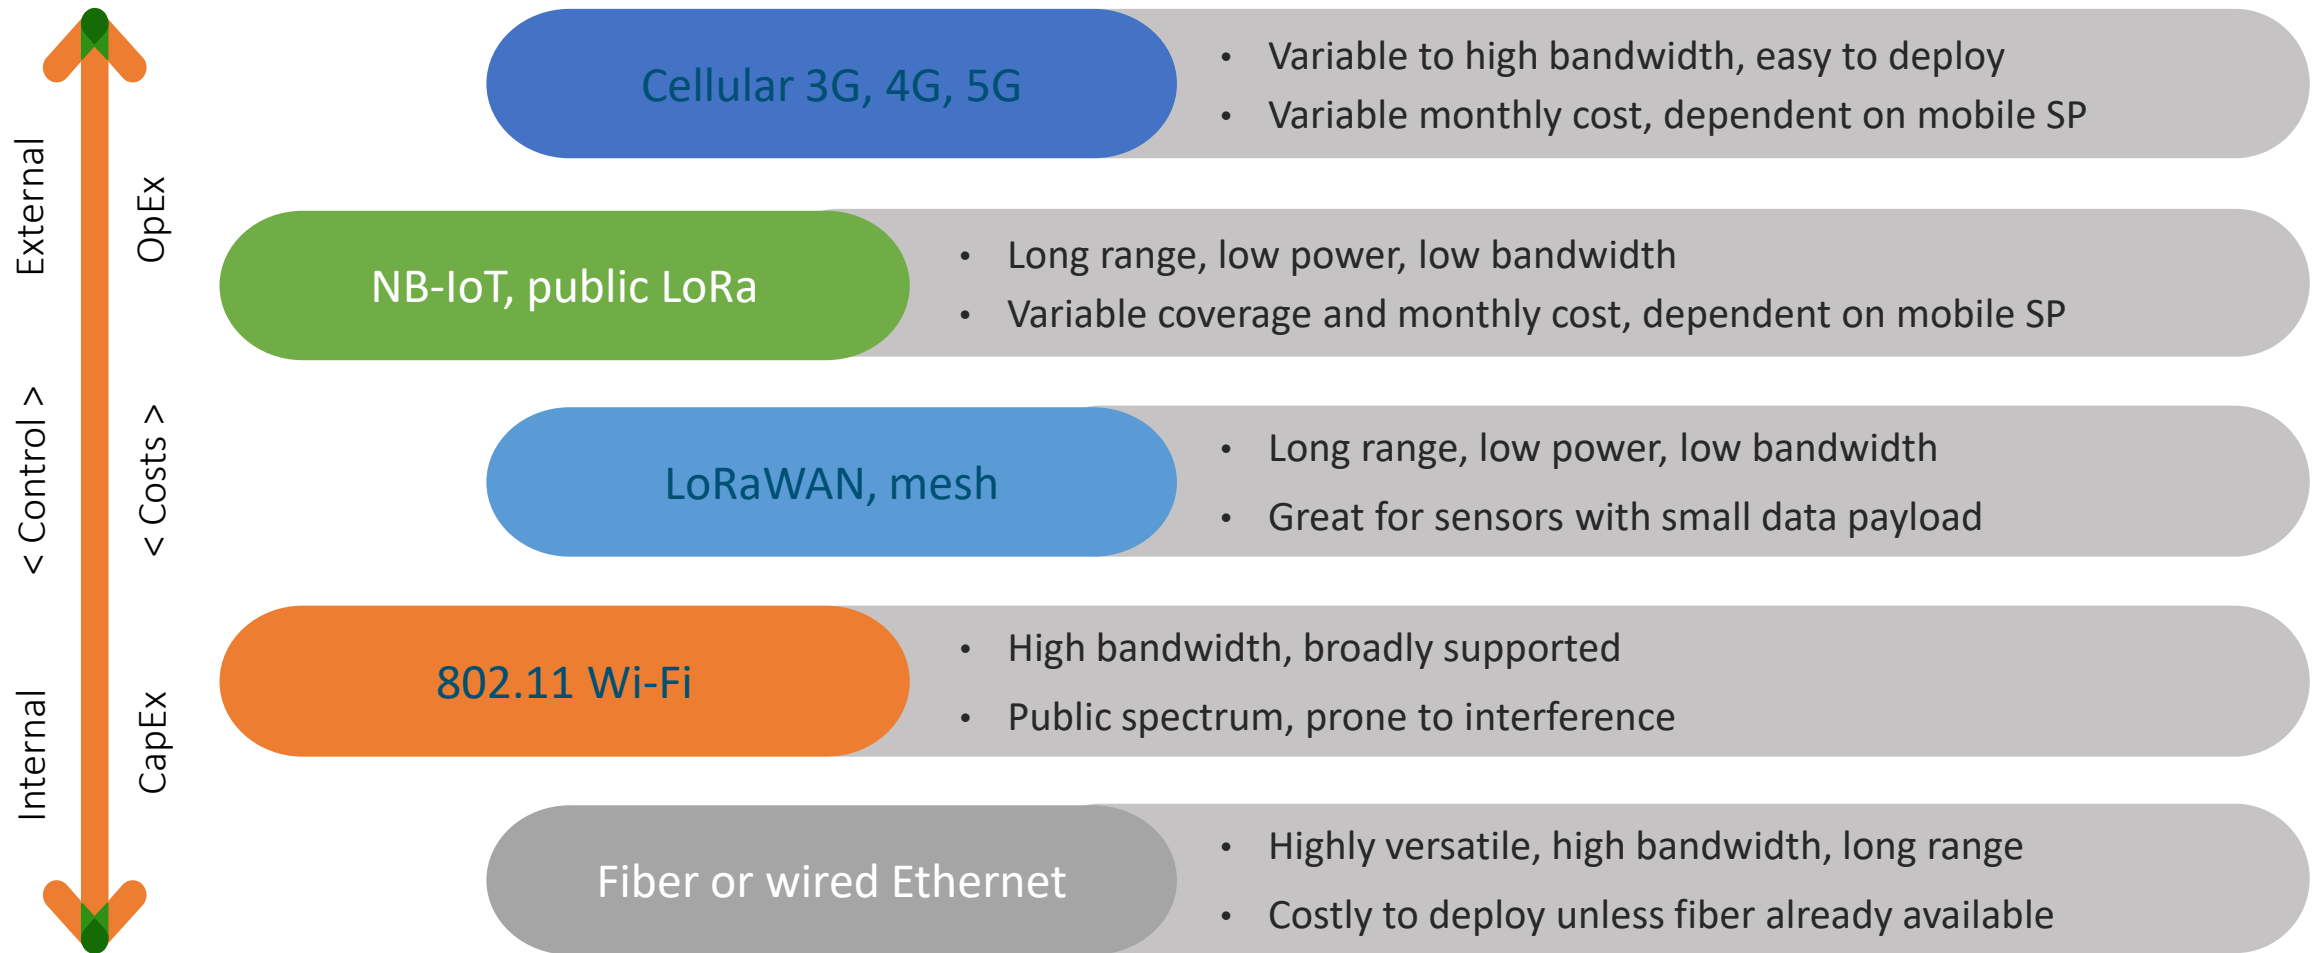 External
< Control >
Internal
OpEx
< Costs >
CapEx
Cellular 3G, 4G, 5G
• Variable to high bandwidth, easy to deploy
• Variable monthly cost, dependent on mobile SP
NB-IoT, public LoRa
• Long range, low power, low bandwidth
• Variable coverage and monthly cost, dependent on mobile SP
LoRaWAN, mesh
• Long range, low power, low bandwidth
• Great for sensors with small data payload
802.11 Wi-Fi
• High bandwidth, broadly supported
• Public spectrum, prone to interference
Fiber or wired Ethernet
• Highly versatile, high bandwidth, long range
• Costly to deploy unless fiber already available